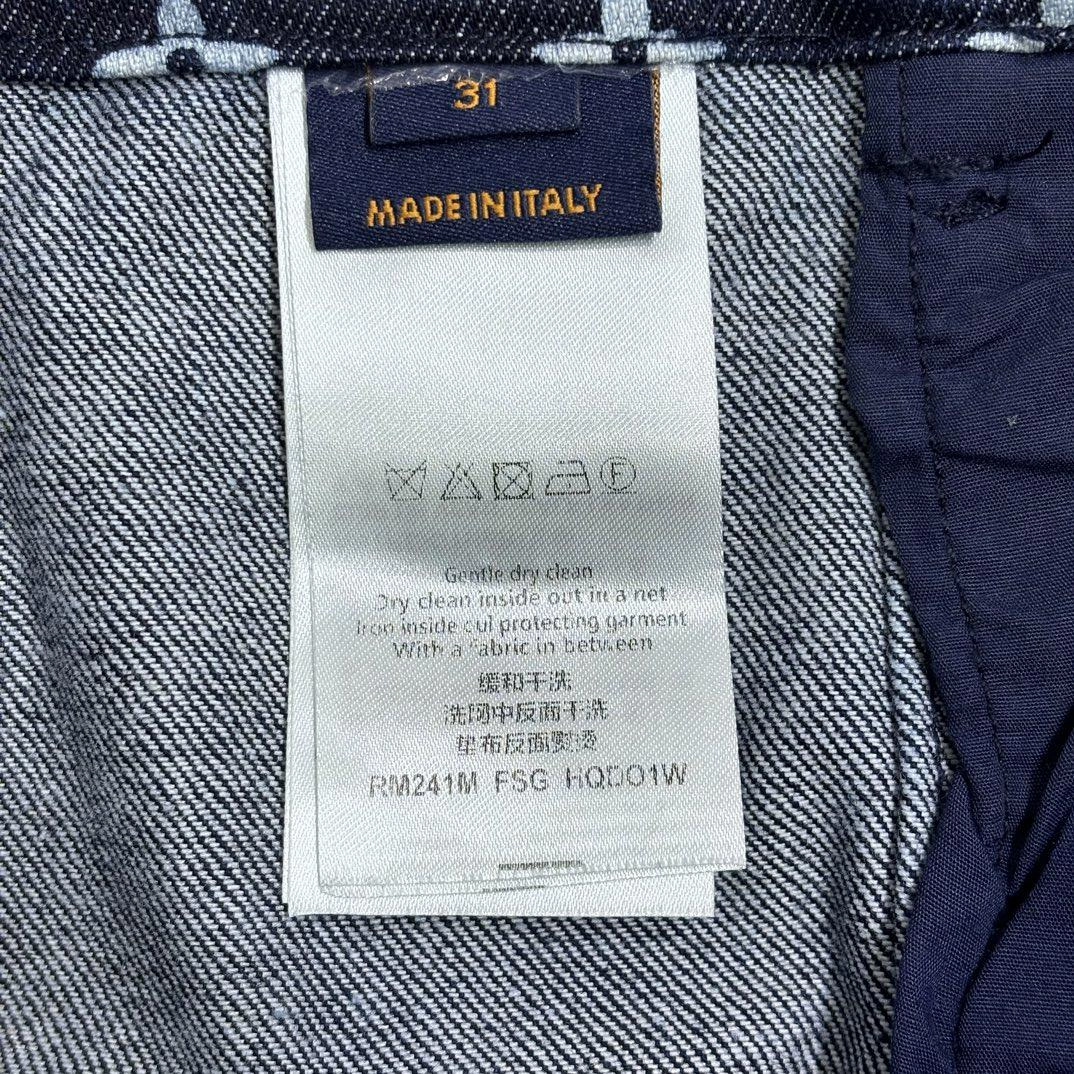 31
MADE IN ITALY
F
Gentle dry clean
Dry clean inside out in a net
Iron inside out protecting garment
With a fabric in between
缓和干洗
洗网中反面干洗
垫布反面熨烫
RM241M FSG HQDO1W